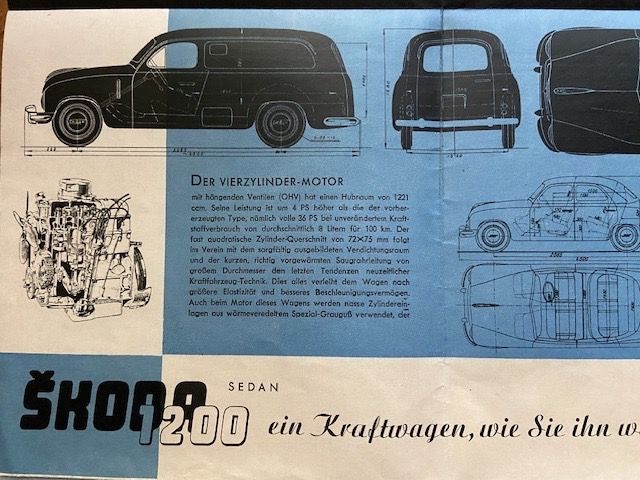 DER VIERZYLINDER-MOTOR
mit hängenden Ventilen (OHV) hat einen Hubraum von 1221
ccm. Seine Leistung ist um 4 PS höher als die der vorher-
erzeugten Type, nämlich volle 36 PS bei unverändertem Kraft-
stoffverbrauch von durchschnittlich 8 Litern für 100 km. Der
fast quadratische Zylinder-Querschnitt von 72×75 mm folgt
im Verein mit dem sorgfältig ausgebildeten Verdichtungsraum
und der kurzen, richtig vorgewärmten Saugrohrleitung von
großem Durchmesser den letzten Tendenzen neuzeitlicher
Kraftfahrzeug-Technik. Dies alles verleiht dem Wagen noch
größere Elastizität und besseres Beschleunigungsvermögen.
Auch beim Motor dieses Wagens werden nasse Zylinderein-
lagen aus wärmeveredeltem Spezial-Grauguß verwendet, der
2685
4500
ŠKODA SEDAN
1200 ein Kraftwagen, wie Sie ihn w